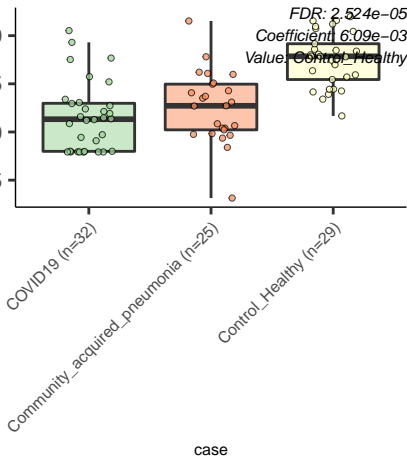 FDR: 2.524e−05
Coefficient: 6.09e−03
Value: Control_Healthy
COVID19 (n=32)
Community_acquired_pneumonia (n=25)
Control_Healthy (n=29)
case